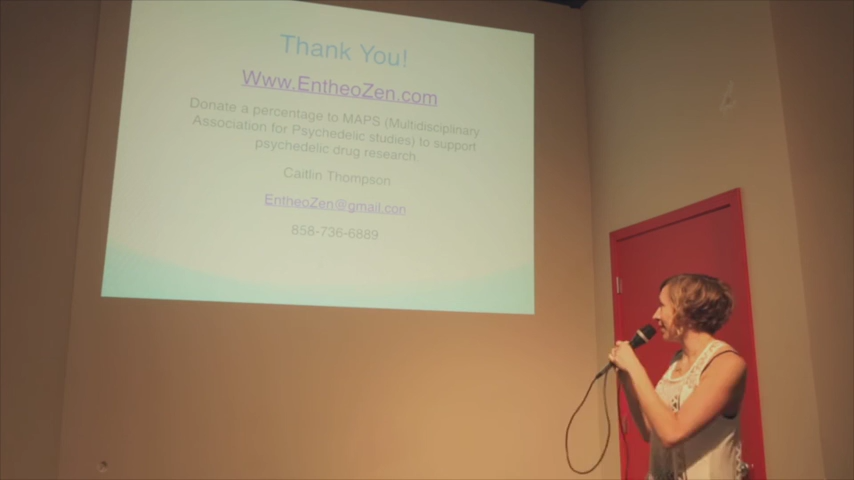 Thank You!
Www.EntheoZen.com
Donate a percentage to MAPS (Multidisciplinary
Association for Psychedelic studies) to support
psychedelic drug research.
Caitlin Thompson
EntheoZen@gmail.con
858-736-6889